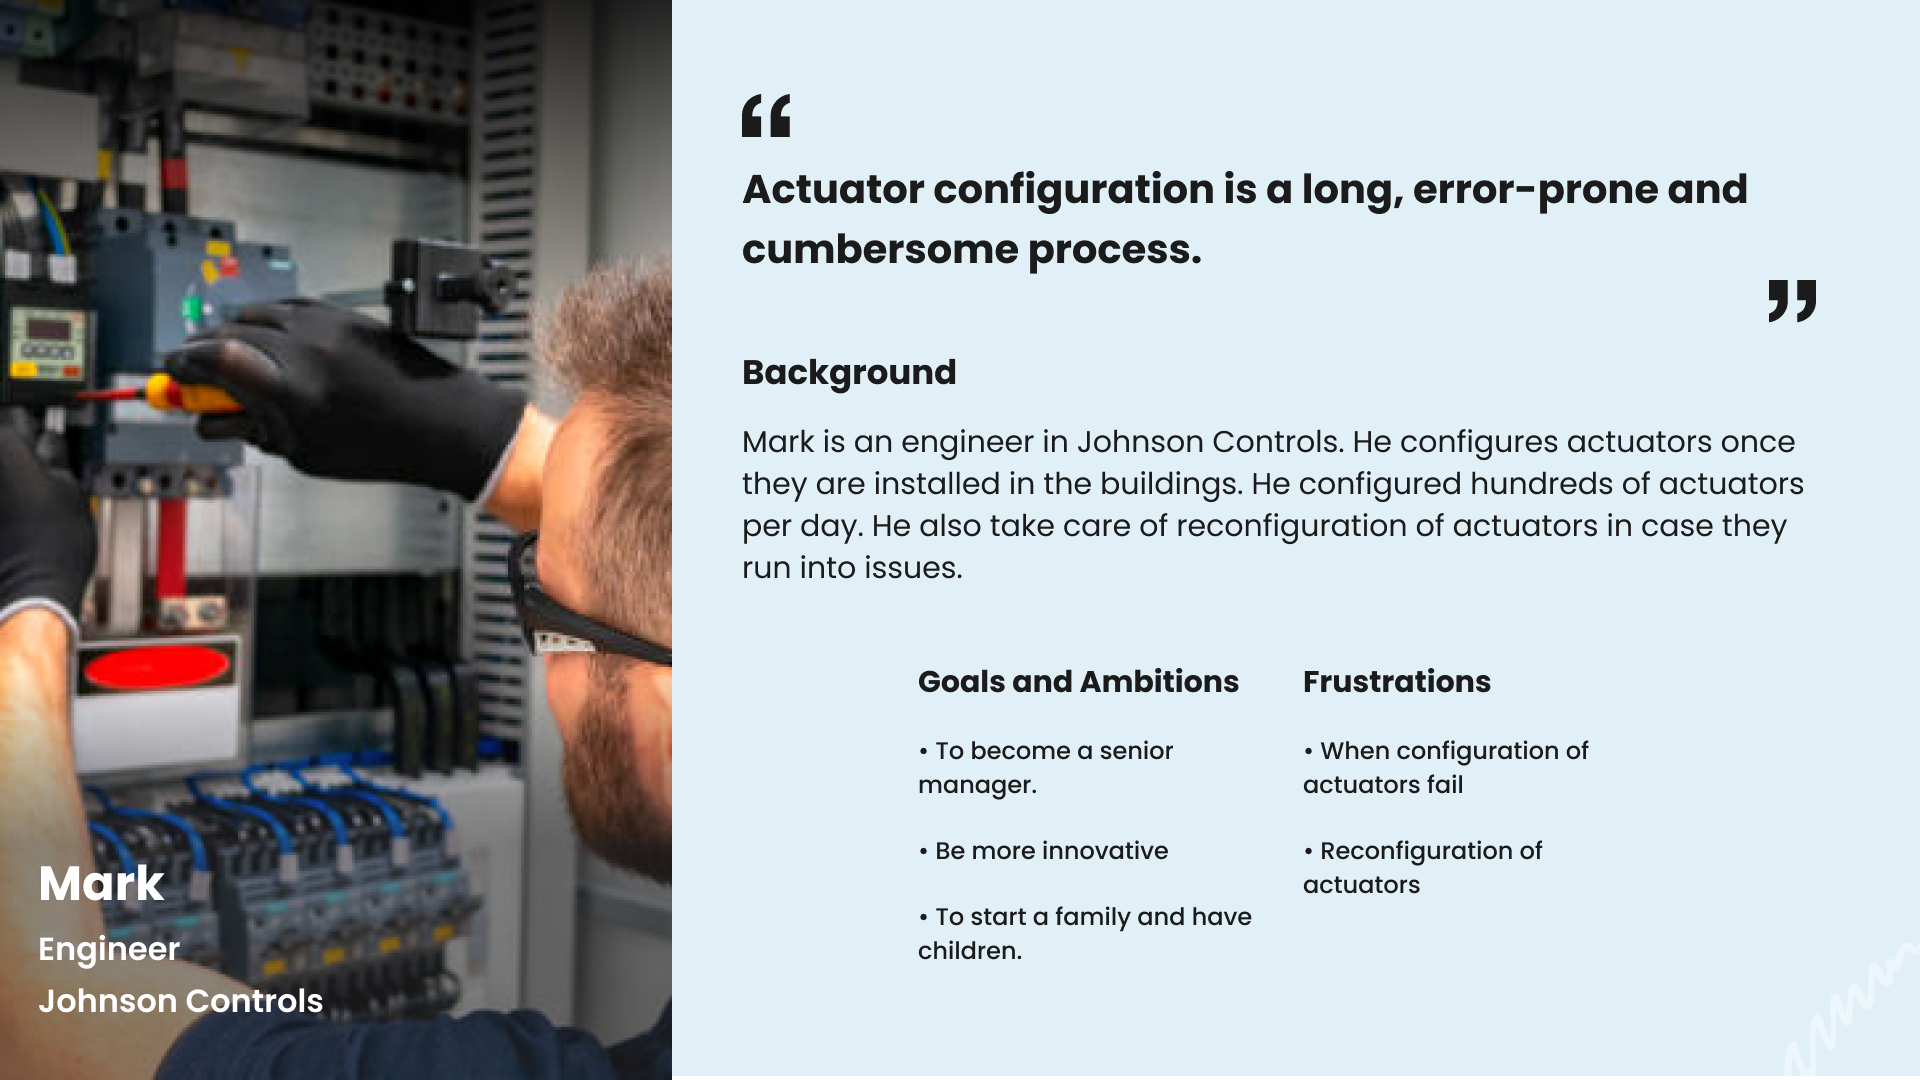 “
Actuator configuration is a long, error-prone and
cumbersome process.
”
Background
Mark is an engineer in Johnson Controls. He configures actuators once
they are installed in the buildings. He configured hundreds of actuators
per day. He also take care of reconfiguration of actuators in case they
run into issues.
Goals and Ambitions
• To become a senior
manager.
• Be more innovative
• To start a family and have
children.
Frustrations
• When configuration of
actuators fail
• Reconfiguration of
actuators
Mark
Engineer
Johnson Controls